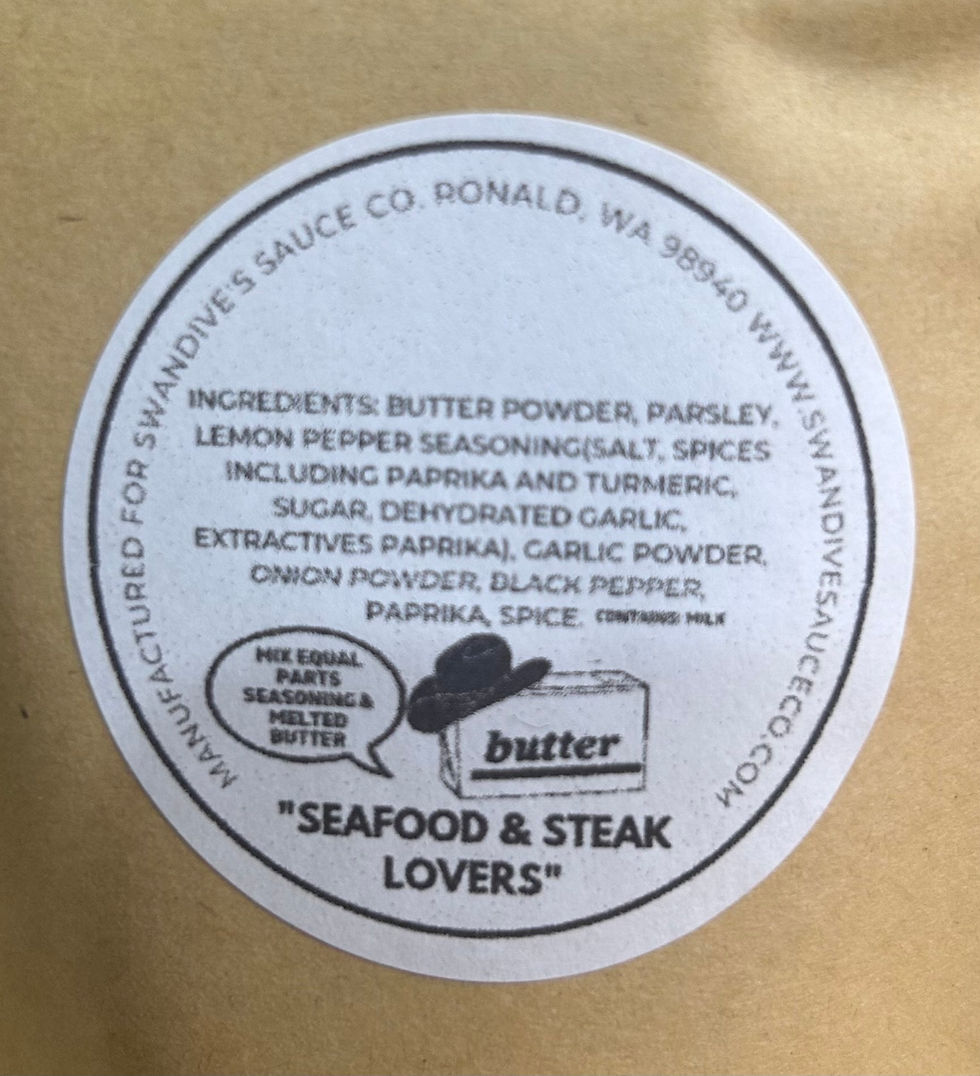 MANUFACTURED FOR SWANDIVE'S SAUCE CO. RONALD, WA 98940 WWW.SWANDIVESAUCECO.COM
INGREDIENTS: BUTTER POWDER, PARSLEY,
LEMON PEPPER SEASONING(SALT, SPICES
INCLUDING PAPRIKA AND TURMERIC,
SUGAR, DEHYDRATED GARLIC,
EXTRACTIVES PAPRIKA), GARLIC POWDER,
ONION POWDER, BLACK PEPPER,
PAPRIKA, SPICE. CONTAINS: MILK
MIX EQUAL
PARTS
SEASONING &
MELTED
BUTTER
butter
"SEAFOOD & STEAK
LOVERS"